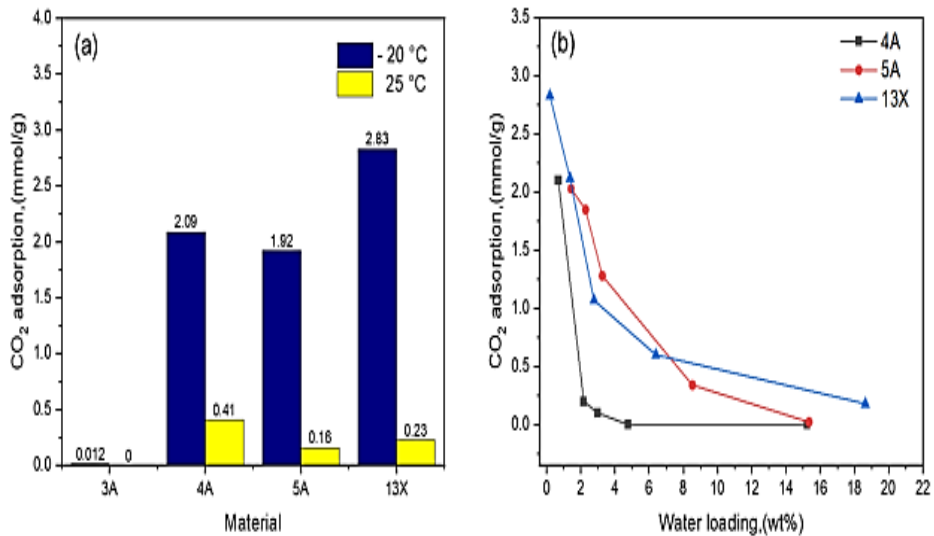 (a)
- 20 °C
25 °C
CO₂ adsorption,(mmol/g)
4.0
3.5
3.0
2.5
2.0
1.5
1.0
0.5
0.0
0.012
0
2.09
0.41
1.92
0.16
2.83
0.23
3A 4A 5A 13X
Material
(b)
4A
5A
13X
CO₂ adsorption,(mmol/g)
3.5
3.0
2.5
2.0
1.5
1.0
0.5
0.0
0 2 4 6 8 10 12 14 16 18 20 22
Water loading,(wt%)